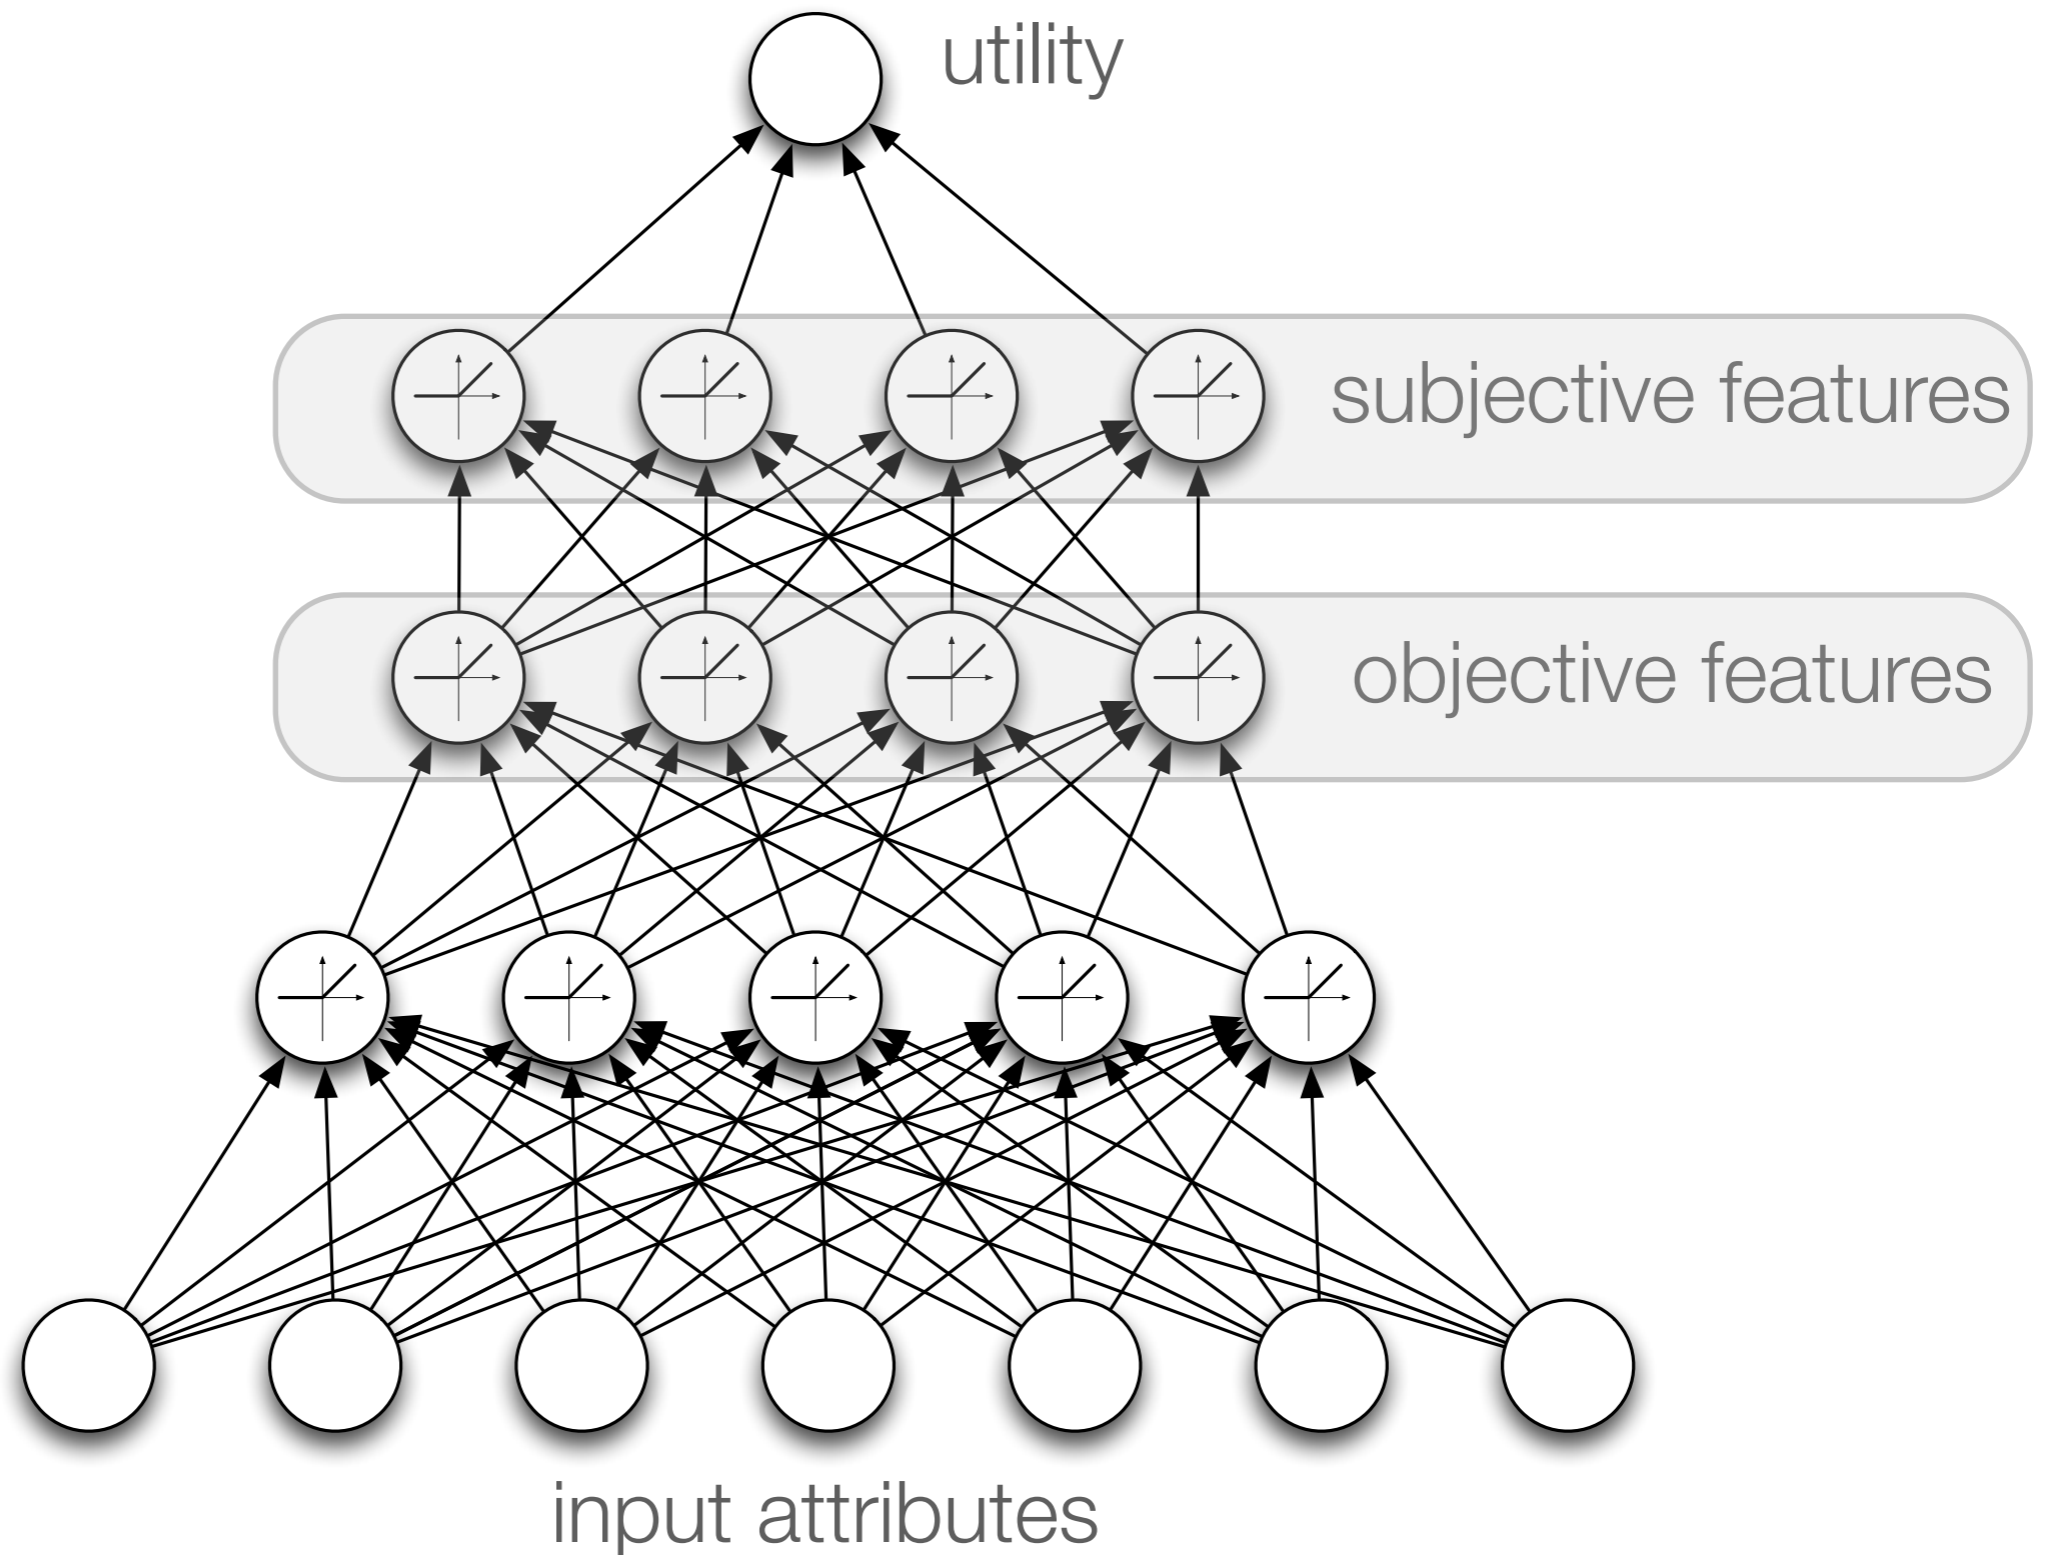 utility
subjective features
objective features
input attributes